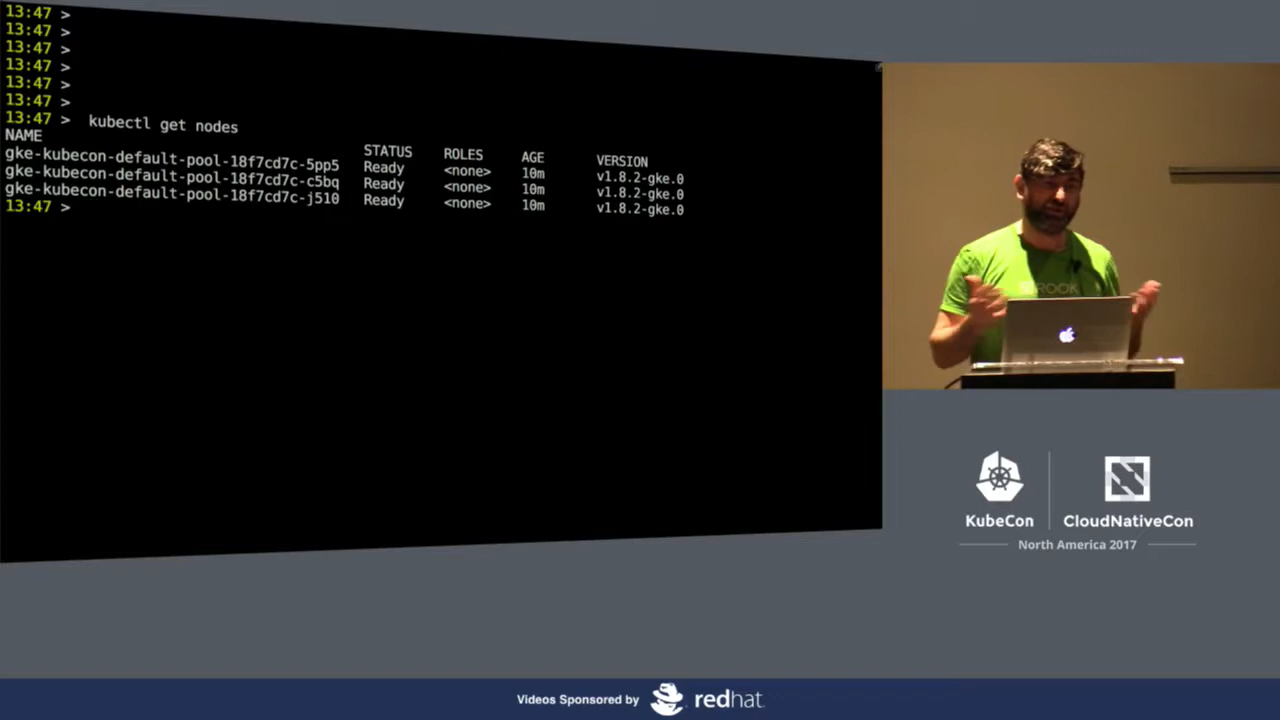 13:47 >
13:47 >
13:47 >
13:47 >
13:47 >
13:47 >
13:47 > kubectl get nodes
NAME STATUS ROLES AGE VERSION
gke-kubecon-default-pool-18f7cd7c-5pp5 Ready <none> 10m v1.8.2-gke.0
gke-kubecon-default-pool-18f7cd7c-c5bq Ready <none> 10m v1.8.2-gke.0
gke-kubecon-default-pool-18f7cd7c-j510 Ready <none> 10m v1.8.2-gke.0
13:47 >
ROOK
KubeCon CloudNativeCon
North America 2017
Videos Sponsored by redhat